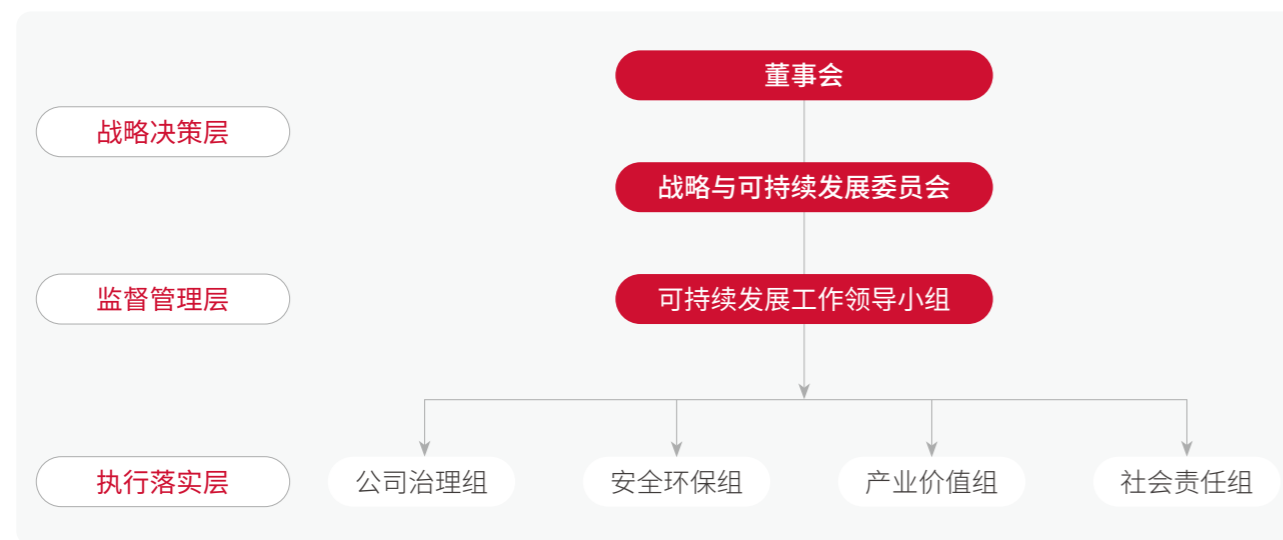 董事会
战略决策层
战略与可持续发展委员会
监督管理层
可持续发展工作领导小组
执行落实层
公司治理组
安全环保组
产业价值组
社会责任组